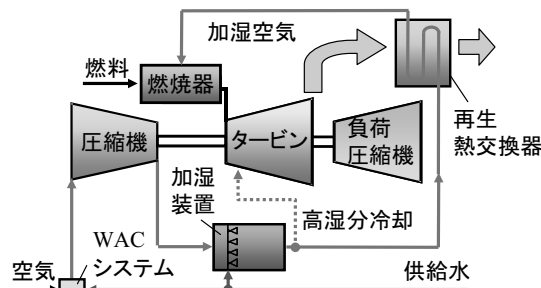 加湿空気
燃料
燃焼器
再生
熱交換器
圧縮機
タービン
負荷
圧縮機
加湿
装置
高湿分冷却
WAC
システム
空気
供給水